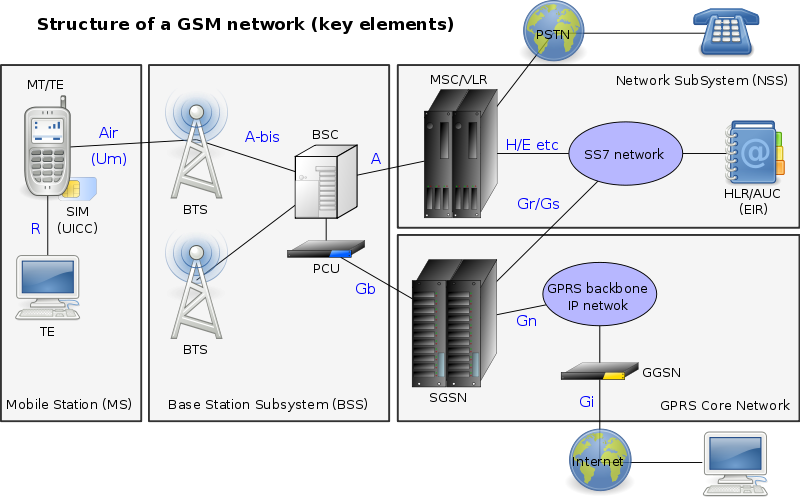 Structure of a GSM network (key elements)
PSTN
MT/TE
Air
(Um)
SIM
(UICC)
R
TE
Mobile Station (MS)
BTS
A-bis
BSC
A
PCU
Gb
BTS
Base Station Subsystem (BSS)
MSC/VLR
Network SubSystem (NSS)
H/E etc
SS7 network
HLR/AUC
(EIR)
Gr/Gs
SGSN
Gn
GPRS backbone
IP netwok
GGSN
Gi
GPRS Core Network
Internet